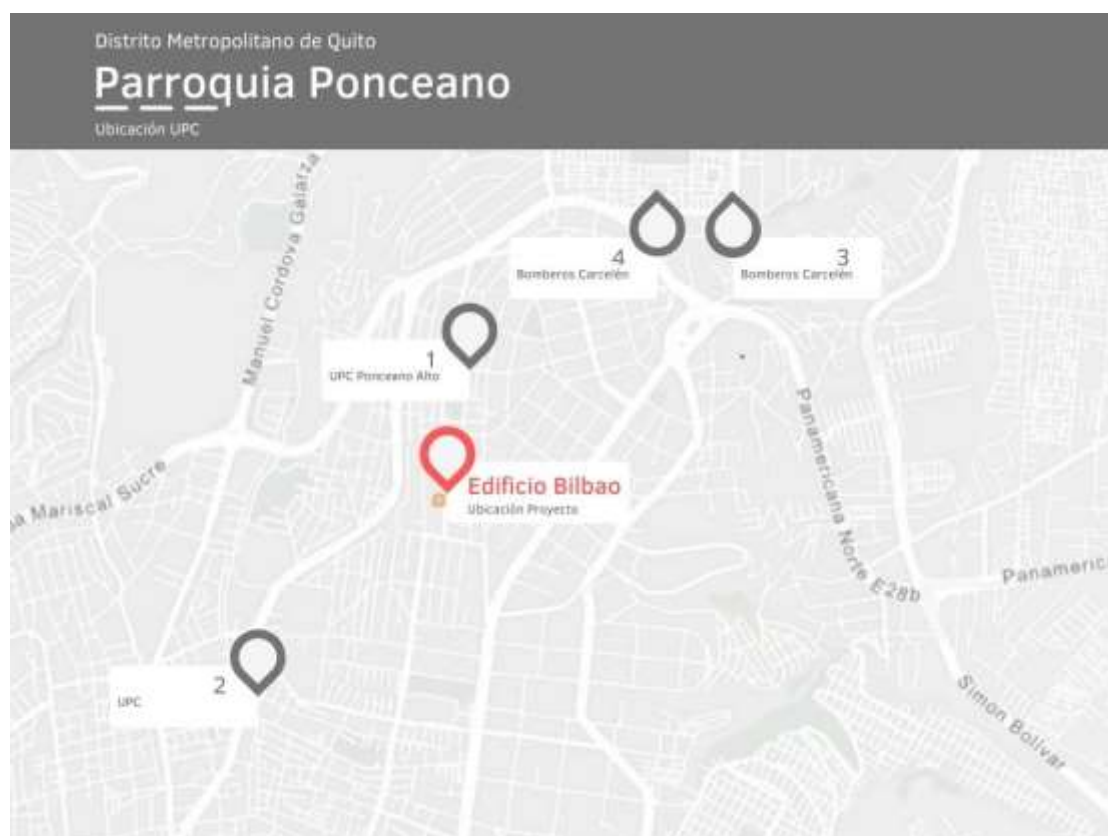 Distrito Metropolitano de Quito
Parroquia Ponceano
Ubicación UPC
Manuel Cordova Galarza
4
Bomberos Carcelén
3
Bomberos Carcelén
1
UPC Ponceano Alto
Edificio Bilbao
Ubicación Proyecto
Mariscal Sucre
Panamericana Norte E28b
Panameric
2
UPC
Simon Bolivar